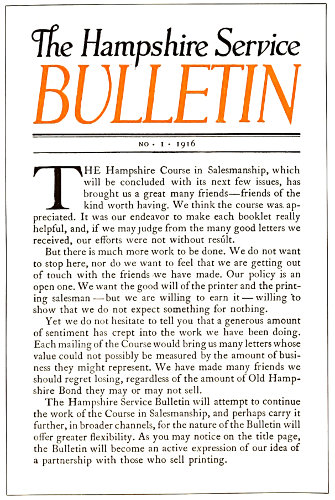 The Hampshire Service
BULLETIN
NO · 1 · 1916
THE Hampshire Course in Salesmanship, which
will be concluded with its next few issues, has
brought us a great many friends—friends of the
kind worth having. We think the course was ap-
preciated. It was our endeavor to make each booklet really
helpful, and, if we may judge from the many good letters we
received, our efforts were not without result.
But there is much more work to be done. We do not want
to stop here, nor do we want to feel that we are getting out
of touch with the friends we have made. Our policy is an
open one. We want the good will of the printer and the print-
ing salesman—but we are willing to earn it—willing to
show that we do not expect something for nothing.
Yet we do not hesitate to tell you that a generous amount
of sentiment has crept into the work we have been doing.
Each mailing of the Course would bring us many letters whose
value could not possibly be measured by the amount of busi-
ness they might represent. We have made many friends we
should regret losing, regardless of the amount of Old Hamp-
shire Bond they may or may not sell.
The Hampshire Service Bulletin will attempt to continue
the work of the Course in Salesmanship, and perhaps carry it
further, in broader channels, for the nature of the Bulletin will
offer greater flexibility. As you may notice on the title page,
the Bulletin will become an active expression of our idea of
a partnership with those who sell printing.